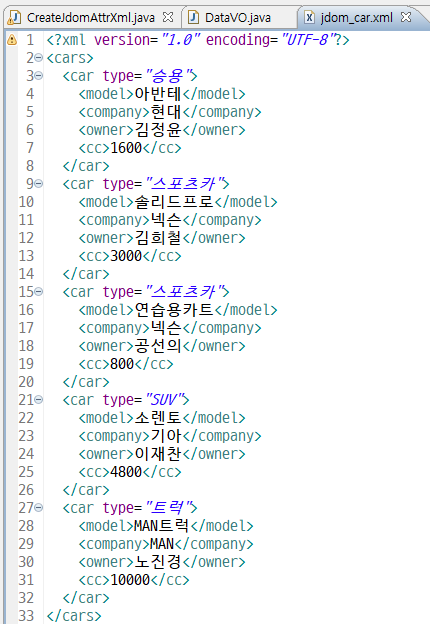 CreateJdomAttrXml.java DataVO.java jdom_car.xml
1 <?xml version="1.0" encoding="UTF-8"?>
2 <cars>
3 <car type="승용">
4 <model>아반테</model>
5 <company>현대</company>
6 <owner>김정윤</owner>
7 <cc>1600</cc>
8 </car>
9 <car type="스포츠카">
10 <model>솔리드프로</model>
11 <company>넥슨</company>
12 <owner>김희철</owner>
13 <cc>3000</cc>
14 </car>
15 <car type="스포츠카">
16 <model>연습용카트</model>
17 <company>넥슨</company>
18 <owner>공선의</owner>
19 <cc>800</cc>
20 </car>
21 <car type="SUV">
22 <model>소렌토</model>
23 <company>기아</company>
24 <owner>이재찬</owner>
25 <cc>4800</cc>
26 </car>
27 <car type="트럭">
28 <model>MAN트럭</model>
29 <company>MAN</company>
30 <owner>노진경</owner>
31 <cc>10000</cc>
32 </car>
33 </cars>